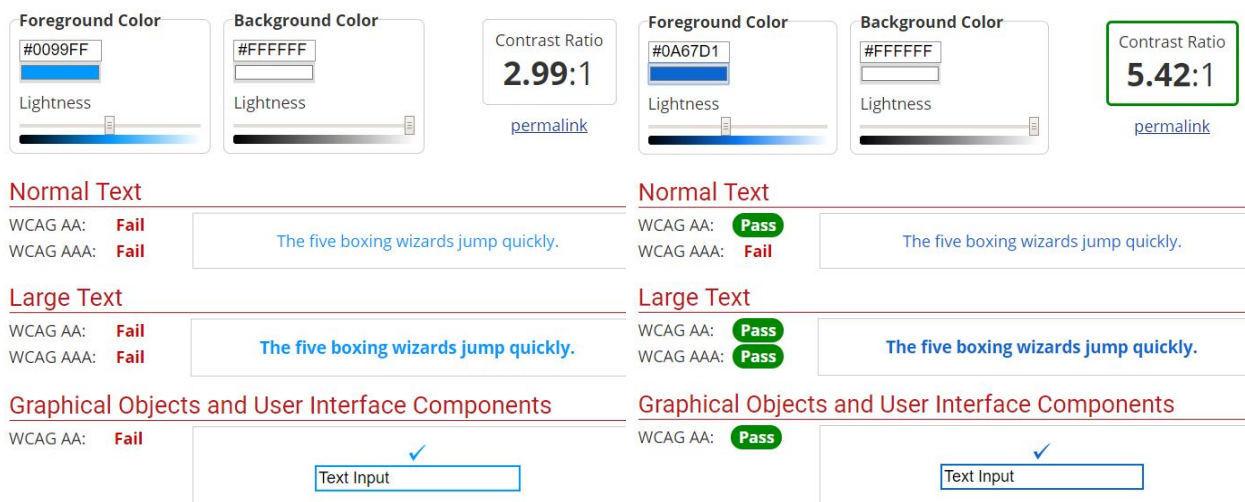 Foreground Color
Background Color
#0099FF
#FFFFFF
Lightness
Lightness
Contrast Ratio
2.99:1
permalink
Normal Text
WCAG AA: Fail
WCAG AAA: Fail
The five boxing wizards jump quickly.
Large Text
WCAG AA: Fail
WCAG AAA: Fail
The five boxing wizards jump quickly.
Graphical Objects and User Interface Components
WCAG AA: Fail
✓
Text Input
Foreground Color
Background Color
#0A67D1
#FFFFFF
Lightness
Lightness
Contrast Ratio
5.42:1
permalink
Normal Text
WCAG AA: Pass
WCAG AAA: Fail
The five boxing wizards jump quickly.
Large Text
WCAG AA: Pass
WCAG AAA: Pass
The five boxing wizards jump quickly.
Graphical Objects and User Interface Components
WCAG AA: Pass
✓
Text Input